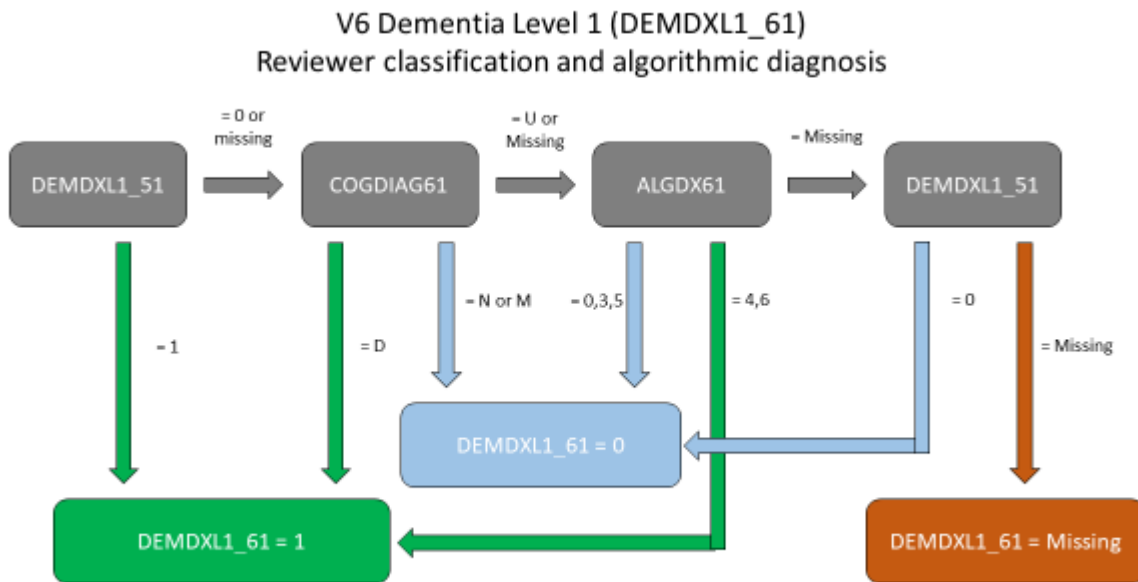 V6 Dementia Level 1 (DEMDXL1_61)
Reviewer classification and algorithmic diagnosis
= 0 or
missing
= U or
Missing
= Missing
DEMDXL1_51
COGDIAG61
ALGDX61
DEMDXL1_51
= N or M
= 0,3,5
= 4,6
= 0
= 1
= D
= Missing
DEMDXL1_61 = 0
DEMDXL1_61 = 1
DEMDXL1_61 = Missing